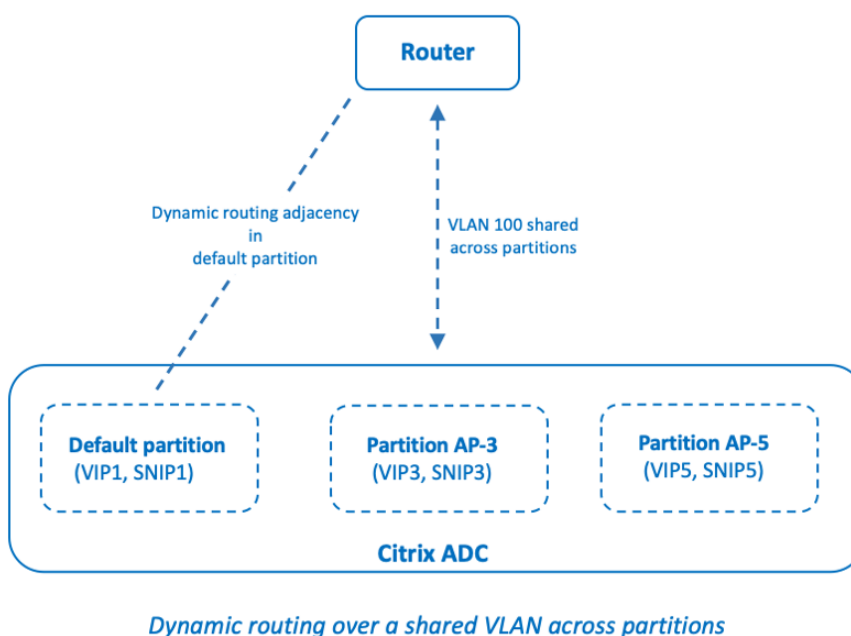 Router
Dynamic routing adjacency
in
default partition
VLAN 100 shared
across partitions
Default partition
(VIP1, SNIP1)
Partition AP-3
(VIP3, SNIP3)
Partition AP-5
(VIP5, SNIP5)
Citrix ADC
Dynamic routing over a shared VLAN across partitions